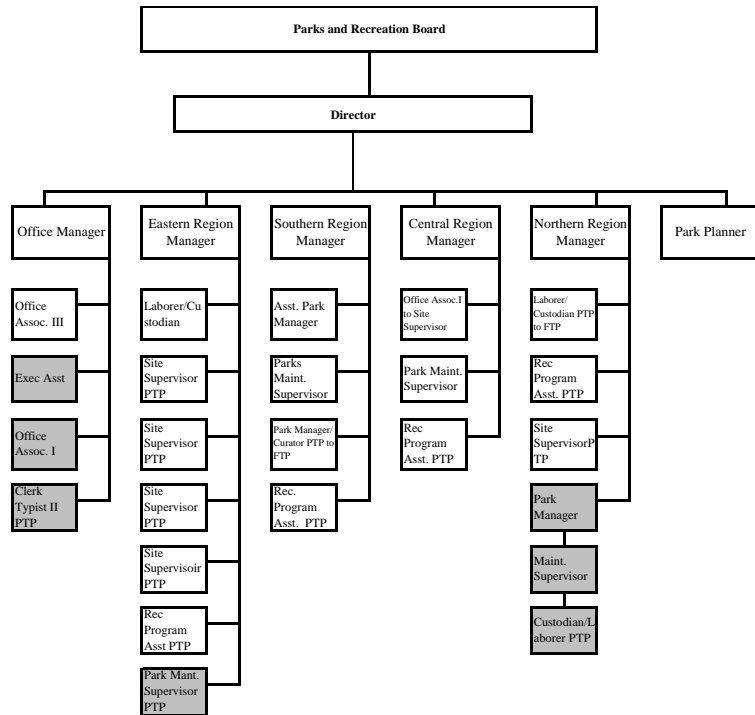 Parks and Recreation Board
Director
Office Manager
Eastern Region
Manager
Southern Region
Manager
Central Region
Manager
Northern Region
Manager
Park Planner
Office
Assoc. III
Exec Asst
Office
Assoc. I
Clerk
Typist II
PTP
Laborer/Cu
stodian
Site
Supervisor
PTP
Site
Supervisor
PTP
Site
Supervisor
PTP
Site
Supervisoir
PTP
Rec
Program
Asst PTP
Park Mant.
Supervisor
PTP
Asst. Park
Manager
Parks
Maint.
Supervisor
Park Manager/
Curator PTP to
FTP
Rec.
Program
Asst. PTP
Office Assoc.I
to Site
Supervisor
Park Maint.
Supervisor
Rec
Program
Asst. PTP
Laborer/
Custodian PTP
to FTP
Rec
Program
Asst. PTP
Site
SupervisorP
TP
Park
Manager
Maint.
Supervisor
Custodian/L
aborer PTP